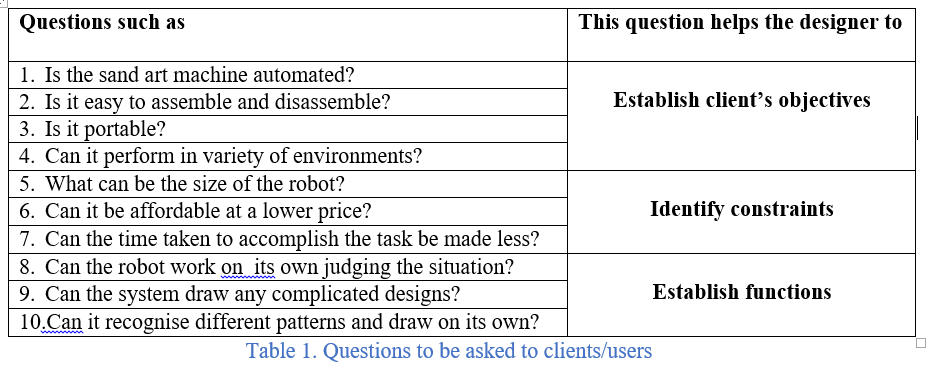 Questions such as This question helps the designer to
1. Is the sand art machine automated?
2. Is it easy to assemble and disassemble?
Establish client’s objectives
3. Is it portable?
4. Can it perform in variety of environments?
5. What can be the size of the robot?
6. Can it be affordable at a lower price?
Identify constraints
7. Can the time taken to accomplish the task be made less?
8. Can the robot work on its own judging the situation?
9. Can the system draw any complicated designs?
Establish functions
10.Can it recognise different patterns and draw on its own?
Table 1. Questions to be asked to clients/users